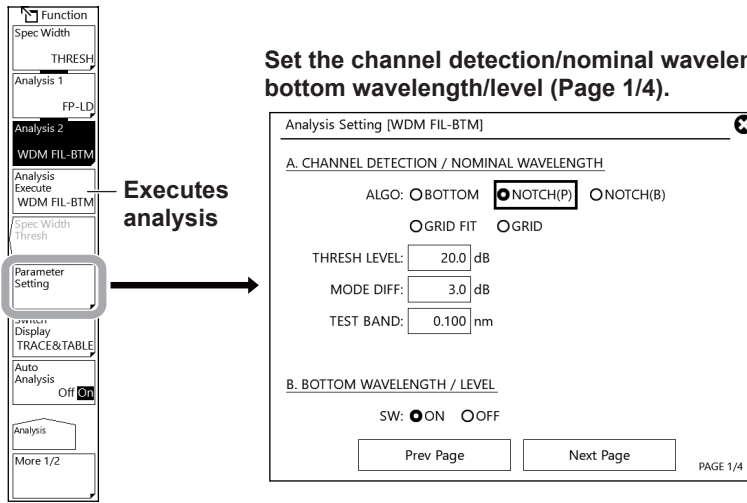 Function
Spec Width
THRESH
Analysis 1
FP-LD
Analysis 2
WDM FIL-BTM
Analysis
Execute
WDM FIL-BTM
Spec Width
Thresh
Parameter
Setting
Switch
Display
TRACE&TABLE
Auto
Analysis
Off On
Analysis
More 1/2
Executes
analysis
Set the channel detection/nominal
bottom wavelength/level (Page 1/4).
Analysis Setting [WDM FIL-BTM]
A. CHANNEL DETECTION / NOMINAL WAVELENGTH
ALGO: BOTTOM NOTCH(P) NOTCH(B)
GRID FIT GRID
THRESH LEVEL: 20.0 dB
MODE DIFF: 3.0 dB
TEST BAND: 0.100 nm
B. BOTTOM WAVELENGTH / LEVEL
SW: ON OFF
Prev Page Next Page
PAGE 1/4